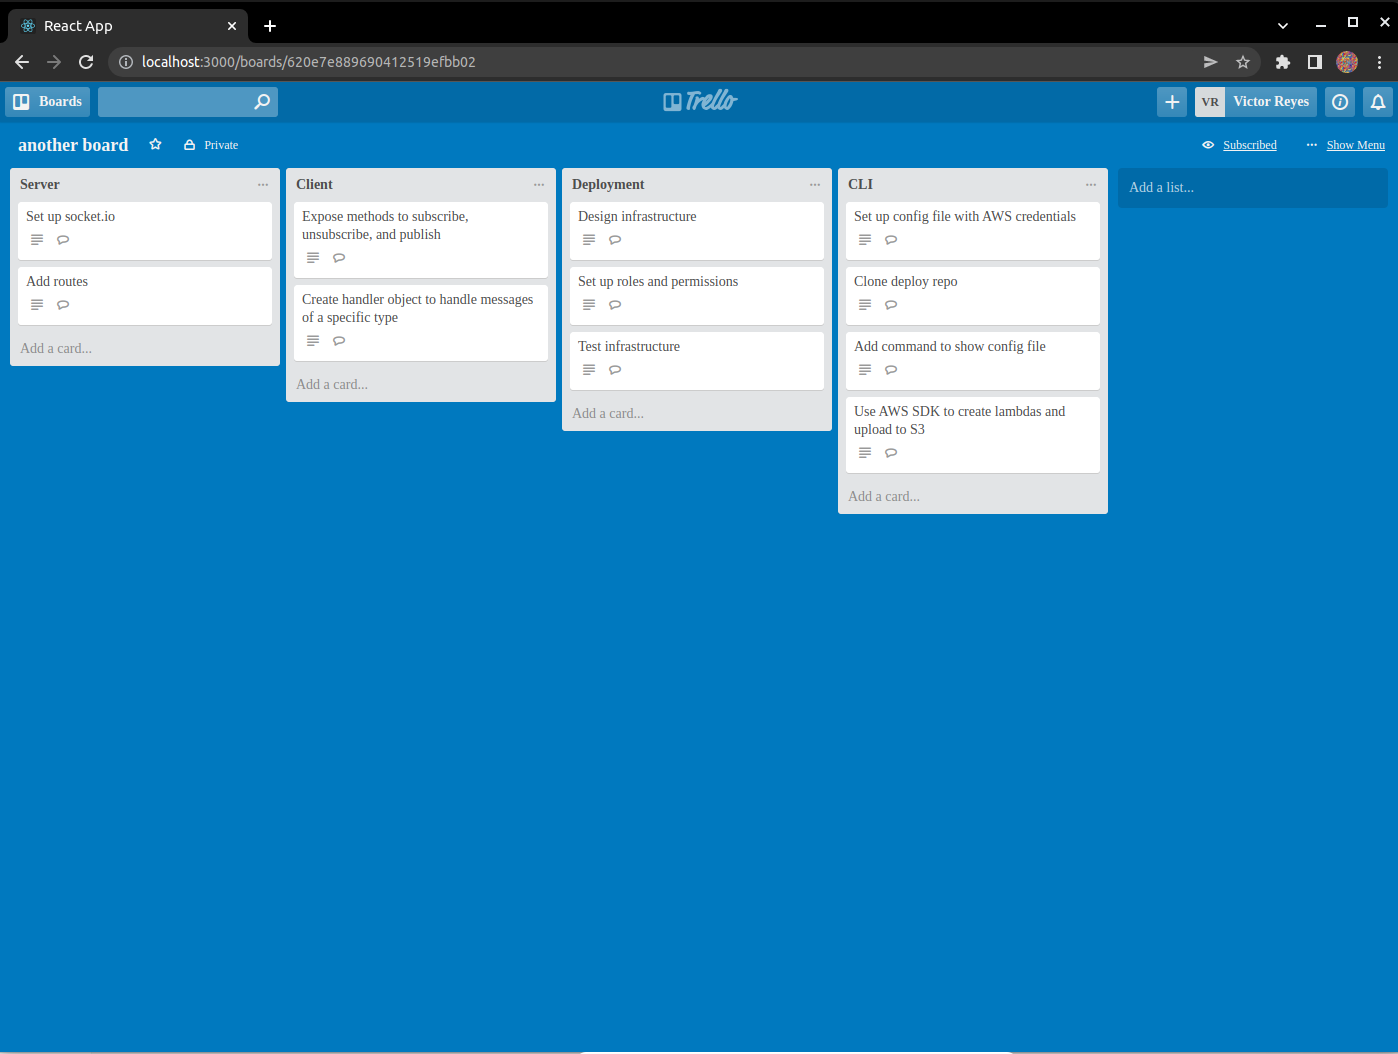 React App
localhost:3000/boards/620e7e889690412519efbb02
Boards
Trello
VR Victor Reyes
another board
Private
Subscribed
Show Menu
Server
Set up socket.io
Add routes
Add a card...
Client
Expose methods to subscribe,
unsubscribe, and publish
Create handler object to handle messages
of a specific type
Add a card...
Deployment
Design infrastructure
Set up roles and permissions
Test infrastructure
Add a card...
CLI
Set up config file with AWS credentials
Clone deploy repo
Add command to show config file
Use AWS SDK to create lambdas and
upload to S3
Add a card...
Add a list...